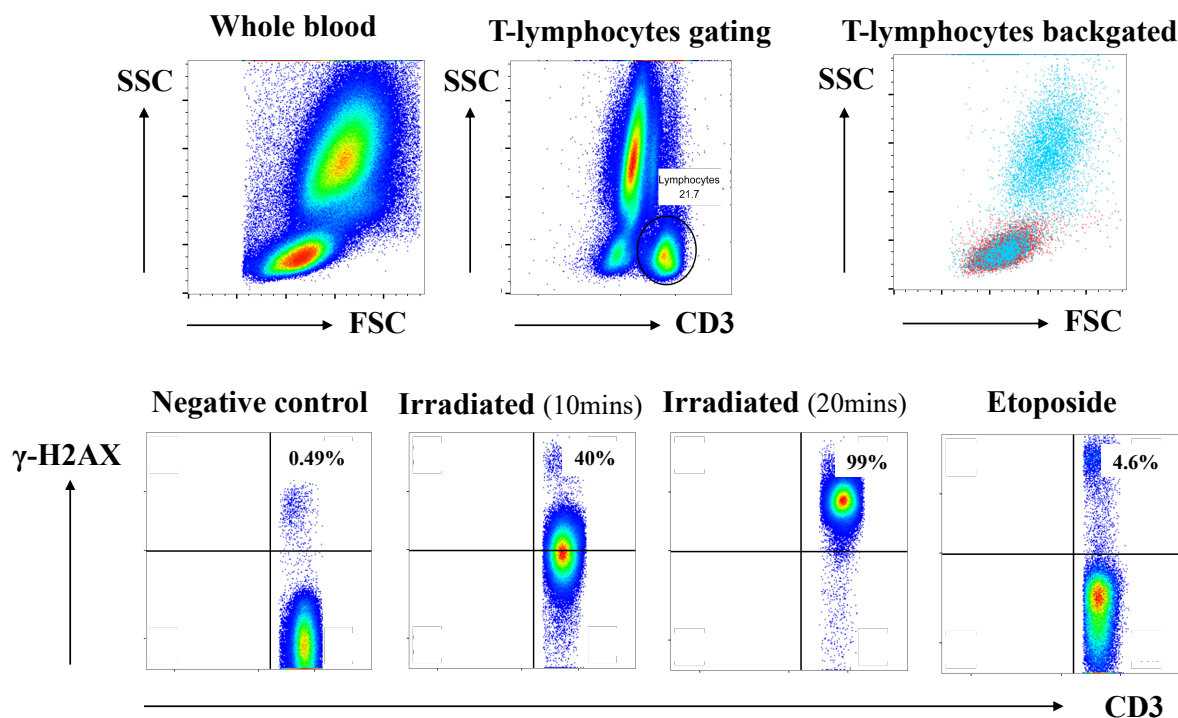 Whole blood
T-lymphocytes gating
T-lymphocytes backgated
SSC
SSC
SSC
Lymphocytes
21.7
FSC
CD3
FSC
Negative control
Irradiated (10mins)
Irradiated (20mins)
Etoposide
γ-H2AX
0.49%
40%
99%
4.6%
CD3